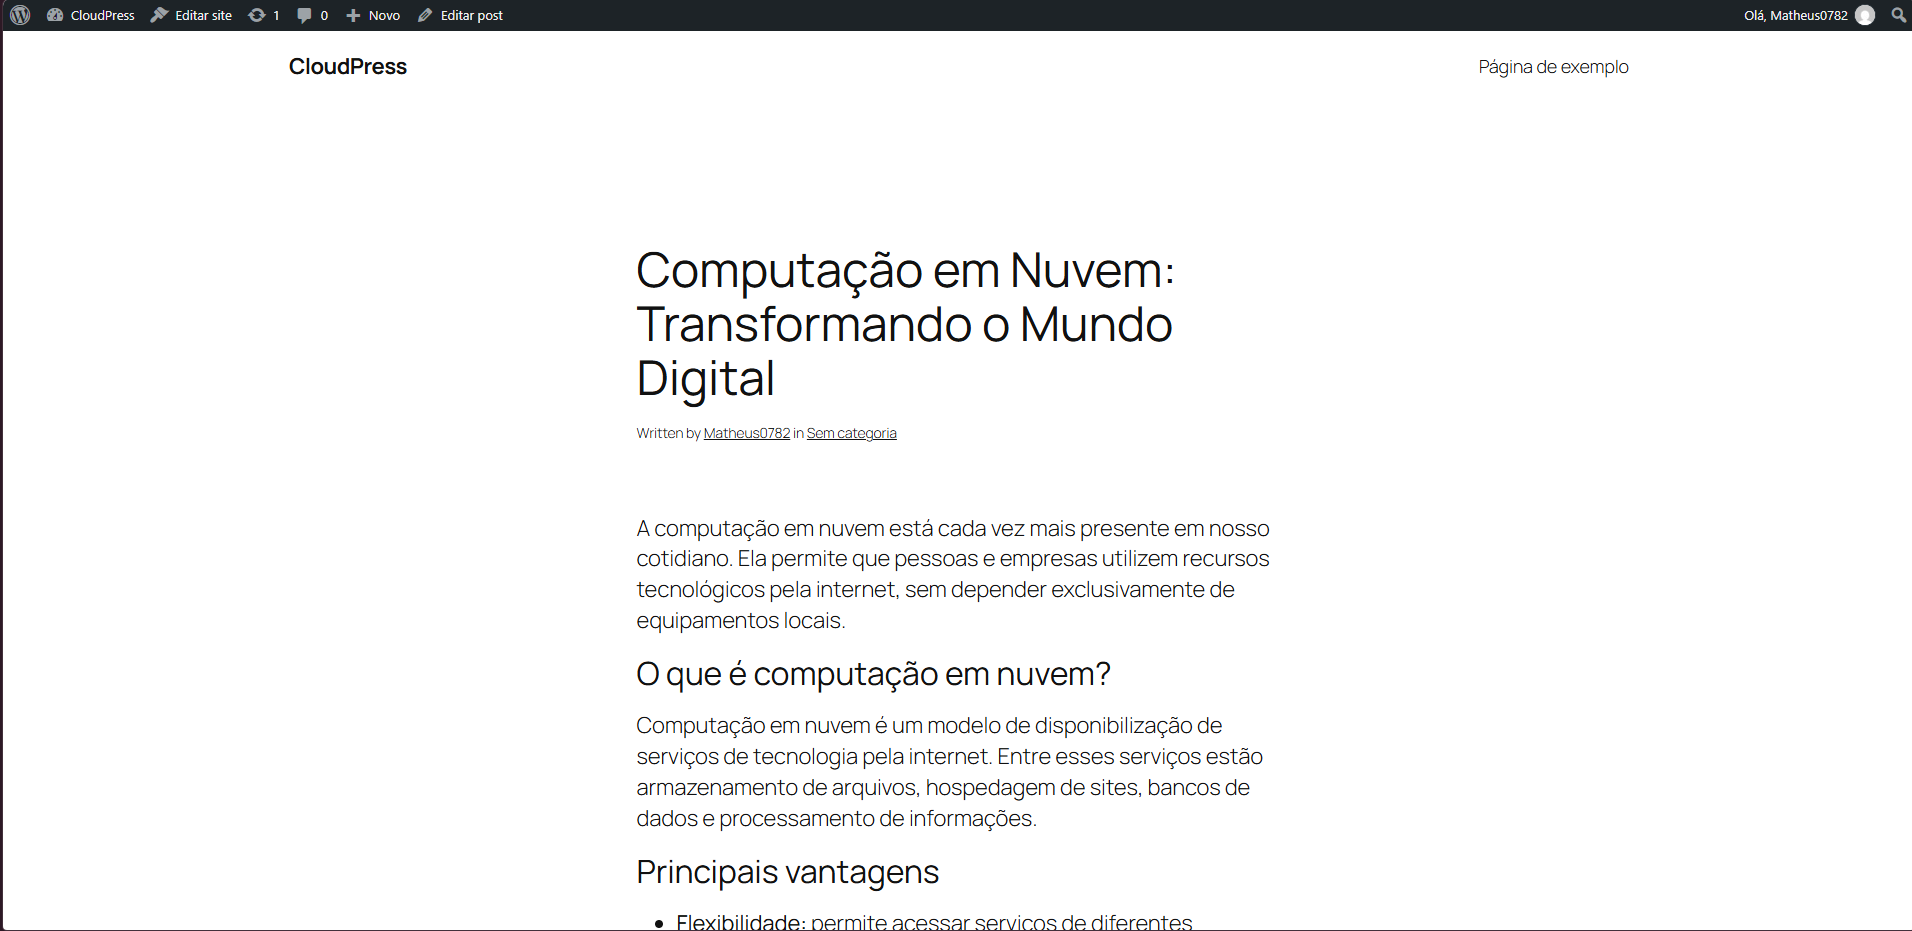 CloudPress Editar site 1 0 Novo Editar post Olá, Matheus0782
CloudPress Página de exemplo
Computação em Nuvem:
Transformando o Mundo
Digital
Written by Matheus0782 in Sem categoria
A computação em nuvem está cada vez mais presente em nosso
cotidiano. Ela permite que pessoas e empresas utilizem recursos
tecnológicos pela internet, sem depender exclusivamente de
equipamentos locais.
O que é computação em nuvem?
Computação em nuvem é um modelo de disponibilização de
serviços de tecnologia pela internet. Entre esses serviços estão
armazenamento de arquivos, hospedagem de sites, bancos de
dados e processamento de informações.
Principais vantagens
• Flexibilidade: permite acessar serviços de diferentes